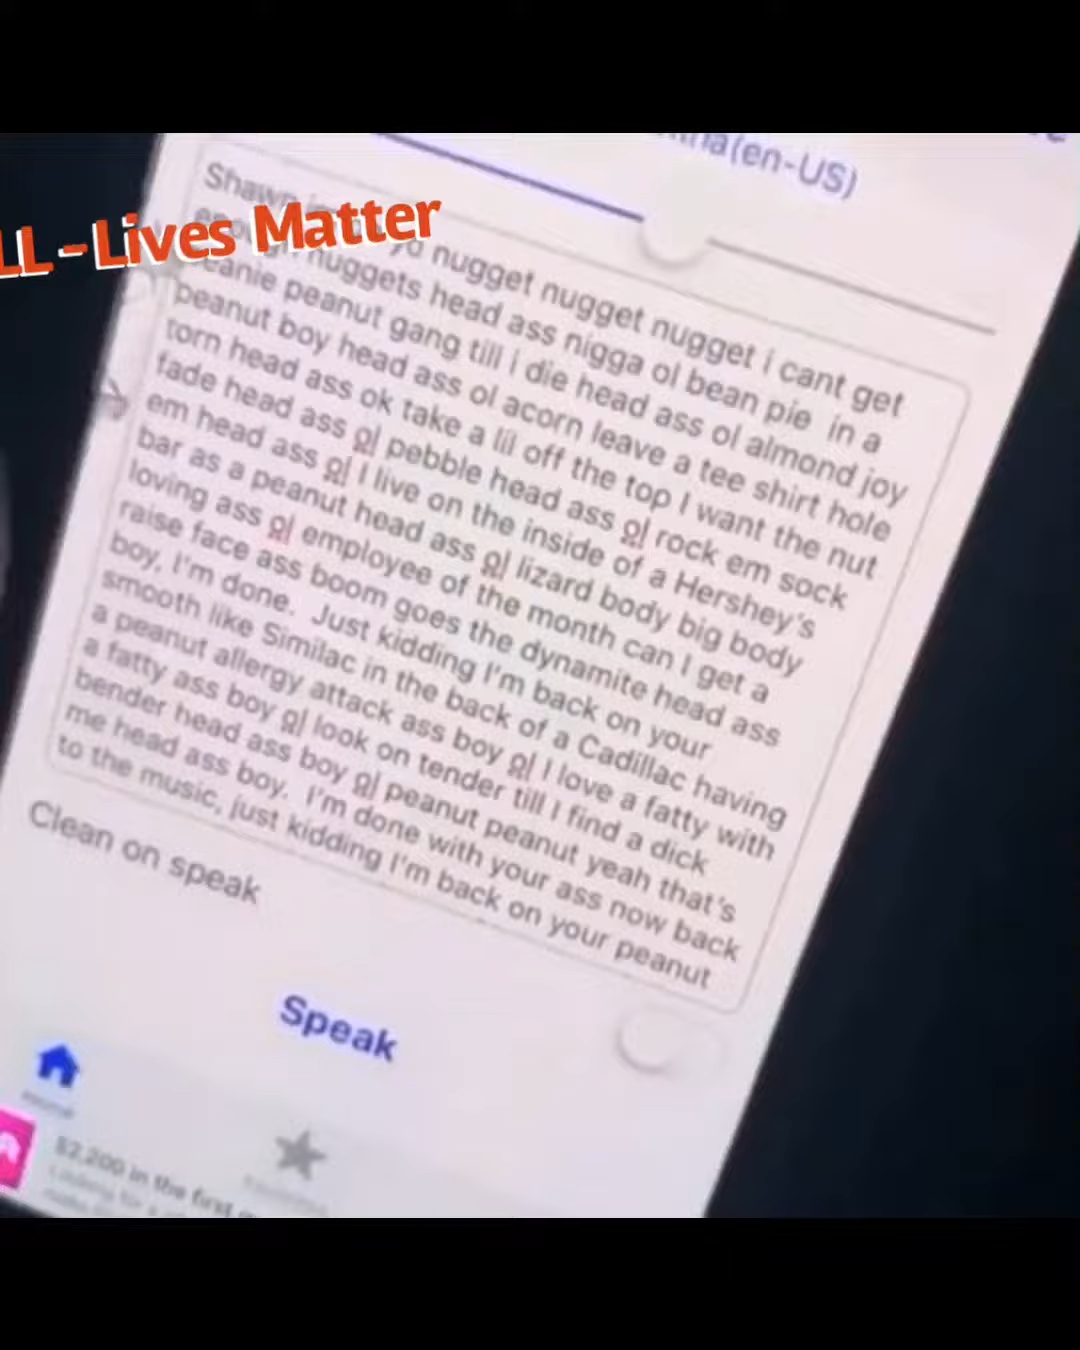 ina(en-US)
LL-Lives Matter
Shawn nugget nugget nugget i cant get
nuggets head ass nigga ol bean pie in a
beanie peanut gang till i die head ass ol almond joy
peanut boy head ass ol acorn leave a tee shirt hole
torn head ass ok take a lil off the top I want the nut
fade head ass ol pebble head ass ol rock em sock
em head ass ol I live on the inside of a Hershey's
bar as a peanut head ass ol lizard body big body
loving ass ol employee of the month can I get a
raise face ass boom goes the dynamite head ass
boy, I'm done. Just kidding I'm back on your
smooth like Similac in the back of a Cadillac having
a peanut allergy attack ass boy ol I love a fatty with
a fatty ass boy ol look on tender till I find a dick
bender head ass boy ol peanut peanut yeah that's
me head ass boy. I'm done with your ass now back
to the music, just kidding I'm back on your peanut
Clean on speak
Speak
Home
$2,200 in the first